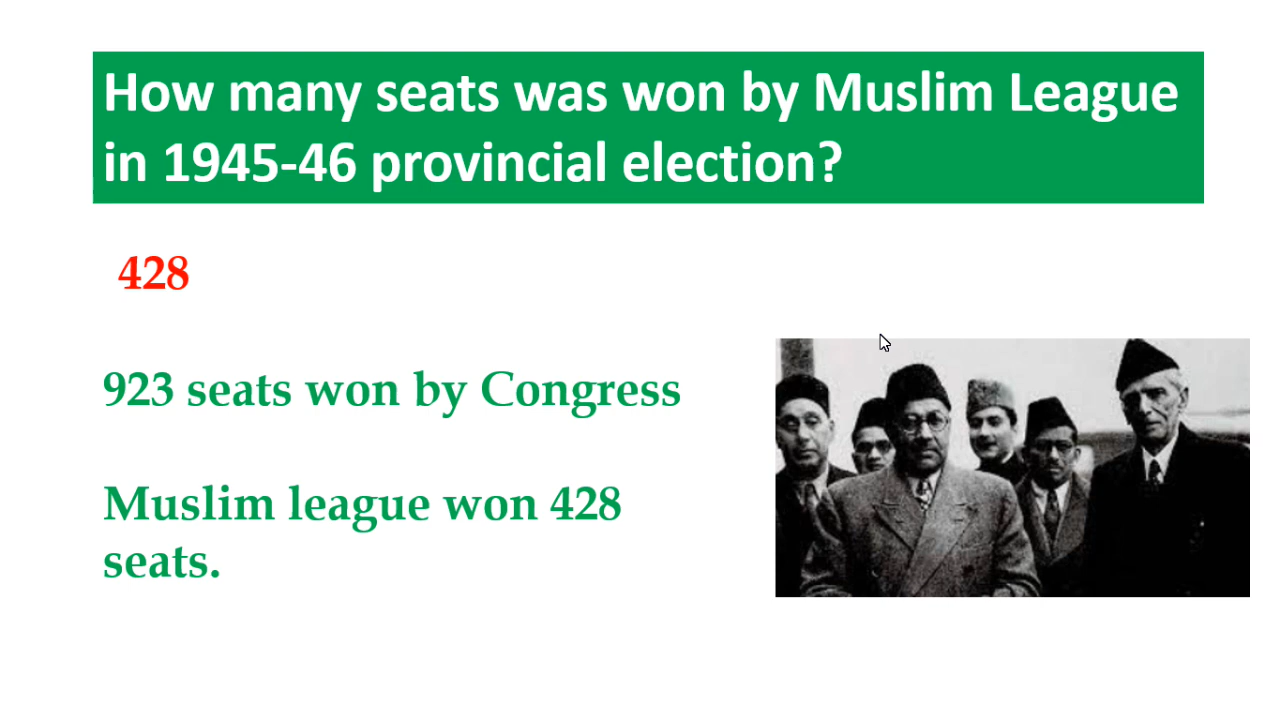 How many seats was won by Muslim League
in 1945-46 provincial election?
428
923 seats won by Congress
Muslim league won 428
seats.